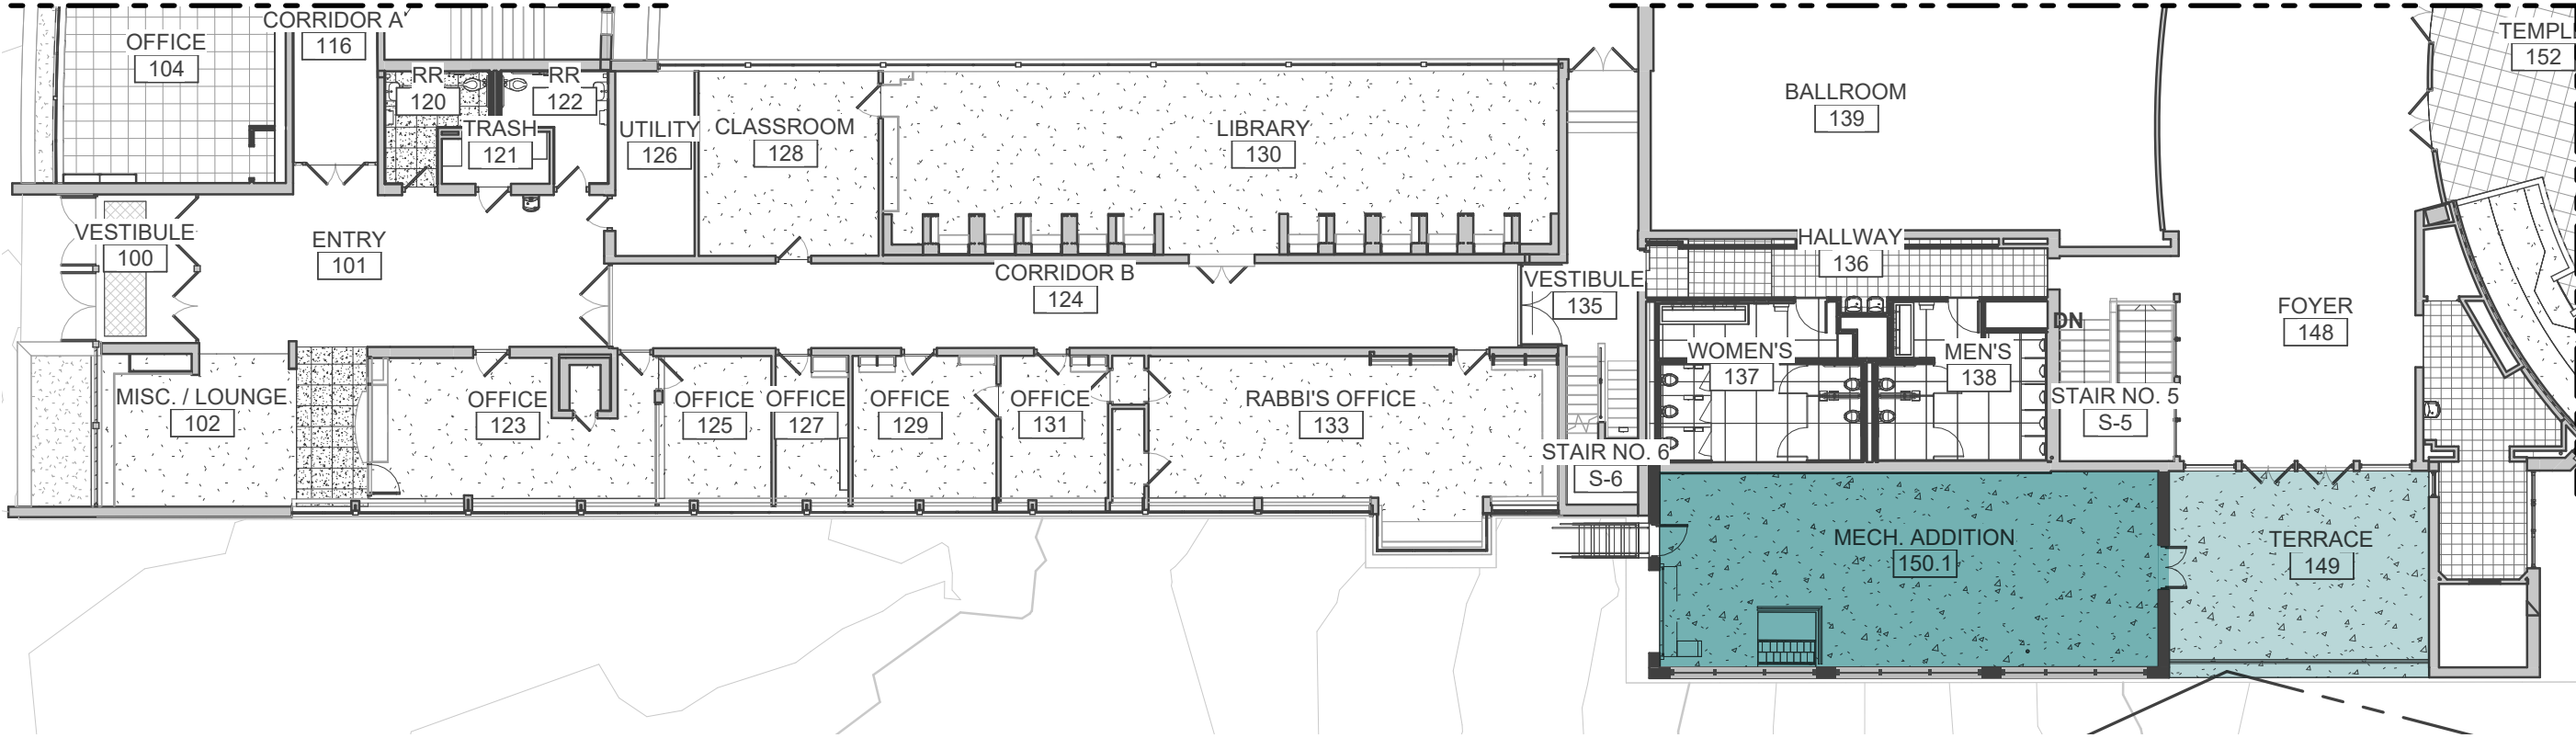 CORRIDOR A
116
OFFICE
104
RR
120
RR
122
TRASH
121
UTILITY
126
CLASSROOM
128
LIBRARY
130
BALLROOM
139
152
VESTIBULE
100
ENTRY
101
CORRIDOR B
124
VESTIBULE
135
HALLWAY
136
DN
FOYER
148
MISC. / LOUNGE
102
OFFICE
123
OFFICE
125
OFFICE
127
OFFICE
129
OFFICE
131
RABBI'S OFFICE
133
WOMEN'S
137
MEN'S
138
STAIR NO. 5
S-5
STAIR NO. 6
S-6
MECH. ADDITION
150.1
TERRACE
149